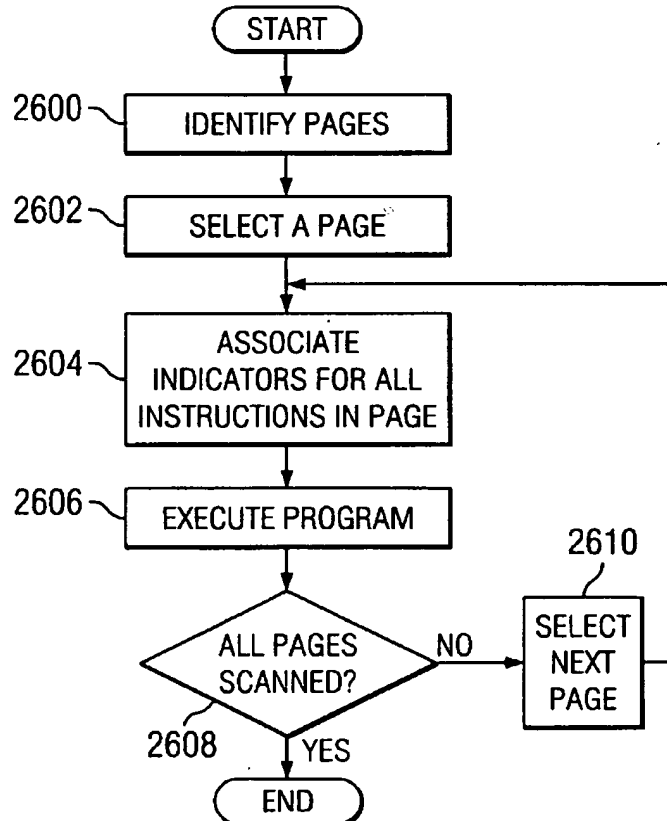 START
2600
IDENTIFY PAGES
2602
SELECT A PAGE
2604
ASSOCIATE
INDICATORS FOR ALL
INSTRUCTIONS IN PAGE
2606
EXECUTE PROGRAM
2608
ALL PAGES
SCANNED?
NO
2610
SELECT
NEXT
PAGE
YES
END